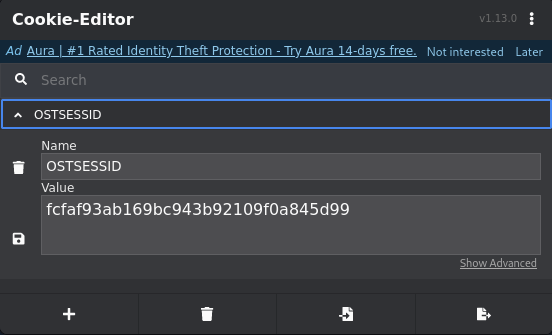 Cookie-Editor v1.13.0
Ad Aura | #1 Rated Identity Theft Protection - Try Aura 14-days free. Not interested Later
Search
OSTSESSID
Name
OSTSESSID
Value
fcfaf93ab169bc943b92109f0a845d99
Show Advanced